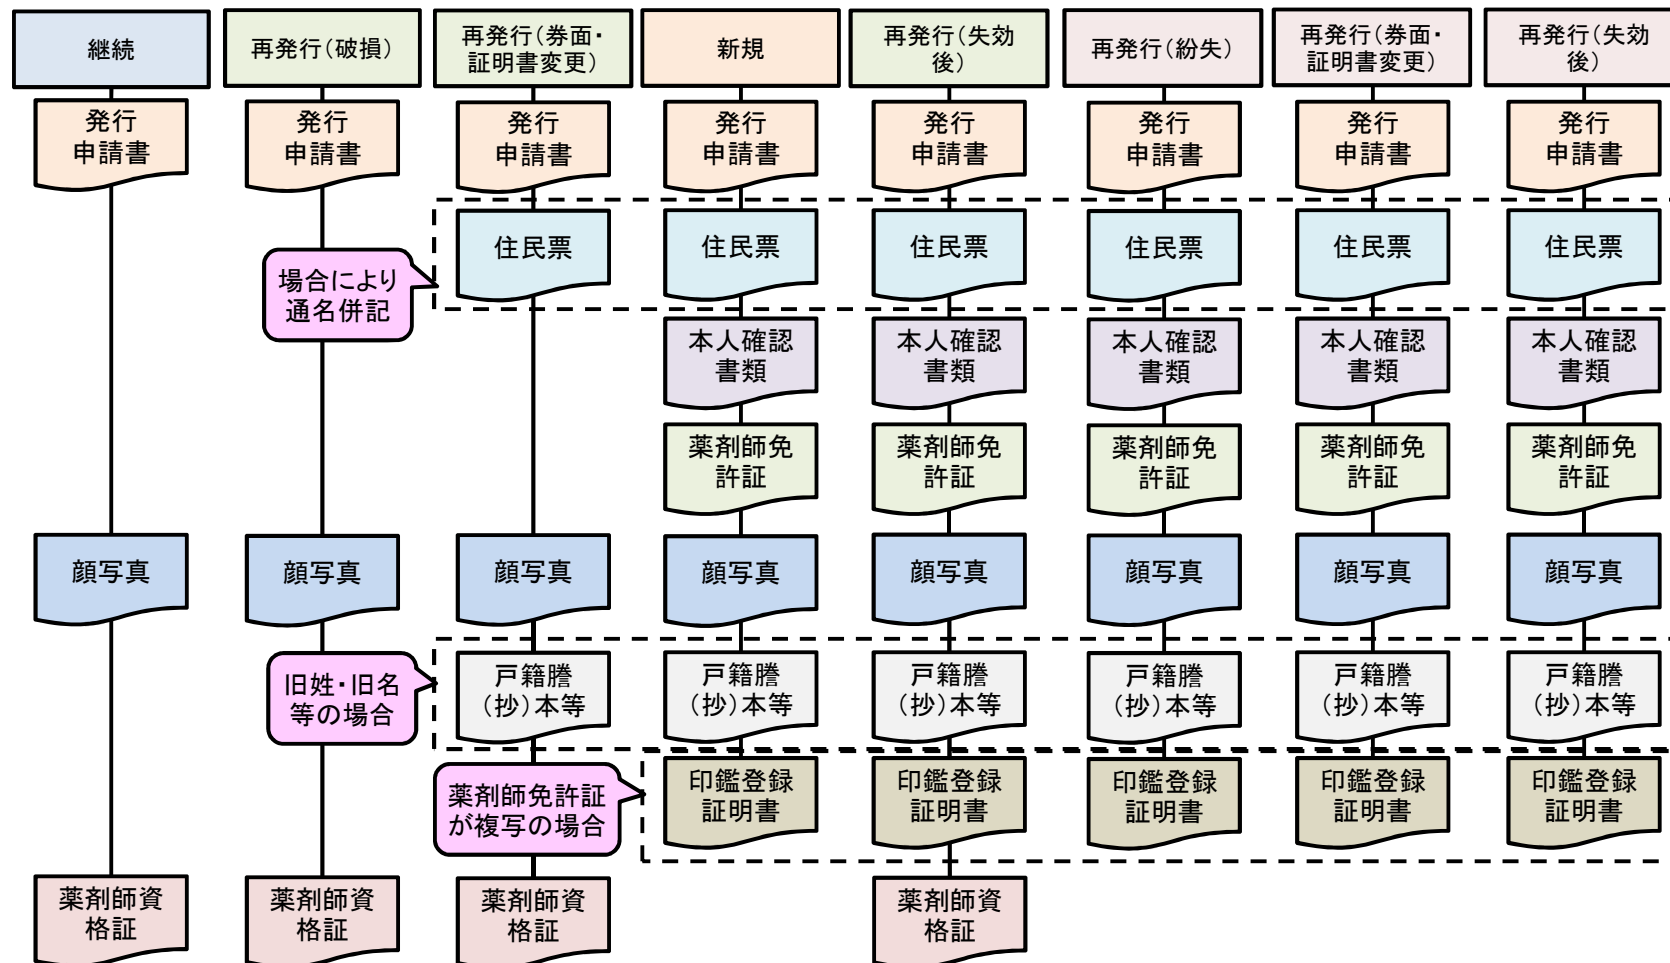 継続
再発行(破損)
再発行(券面・
証明書変更)
新規
再発行(失効
後)
再発行(紛失)
再発行(券面・
証明書変更)
再発行(失効
後)
発行
申請書
発行
申請書
発行
申請書
発行
申請書
発行
申請書
発行
申請書
発行
申請書
発行
申請書
住民票
住民票
住民票
住民票
住民票
住民票
場合により
通名併記
本人確認
書類
本人確認
書類
本人確認
書類
本人確認
書類
本人確認
書類
薬剤師免
許証
薬剤師免
許証
薬剤師免
許証
薬剤師免
許証
薬剤師免
許証
顔写真
顔写真
顔写真
顔写真
顔写真
顔写真
顔写真
顔写真
旧姓・旧名
等の場合
戸籍謄
(抄)本等
戸籍謄
(抄)本等
戸籍謄
(抄)本等
戸籍謄
(抄)本等
戸籍謄
(抄)本等
戸籍謄
(抄)本等
薬剤師免許証
が複写の場合
印鑑登録
証明書
印鑑登録
証明書
印鑑登録
証明書
印鑑登録
証明書
印鑑登録
証明書
薬剤師資
格証
薬剤師資
格証
薬剤師資
格証
薬剤師資
格証